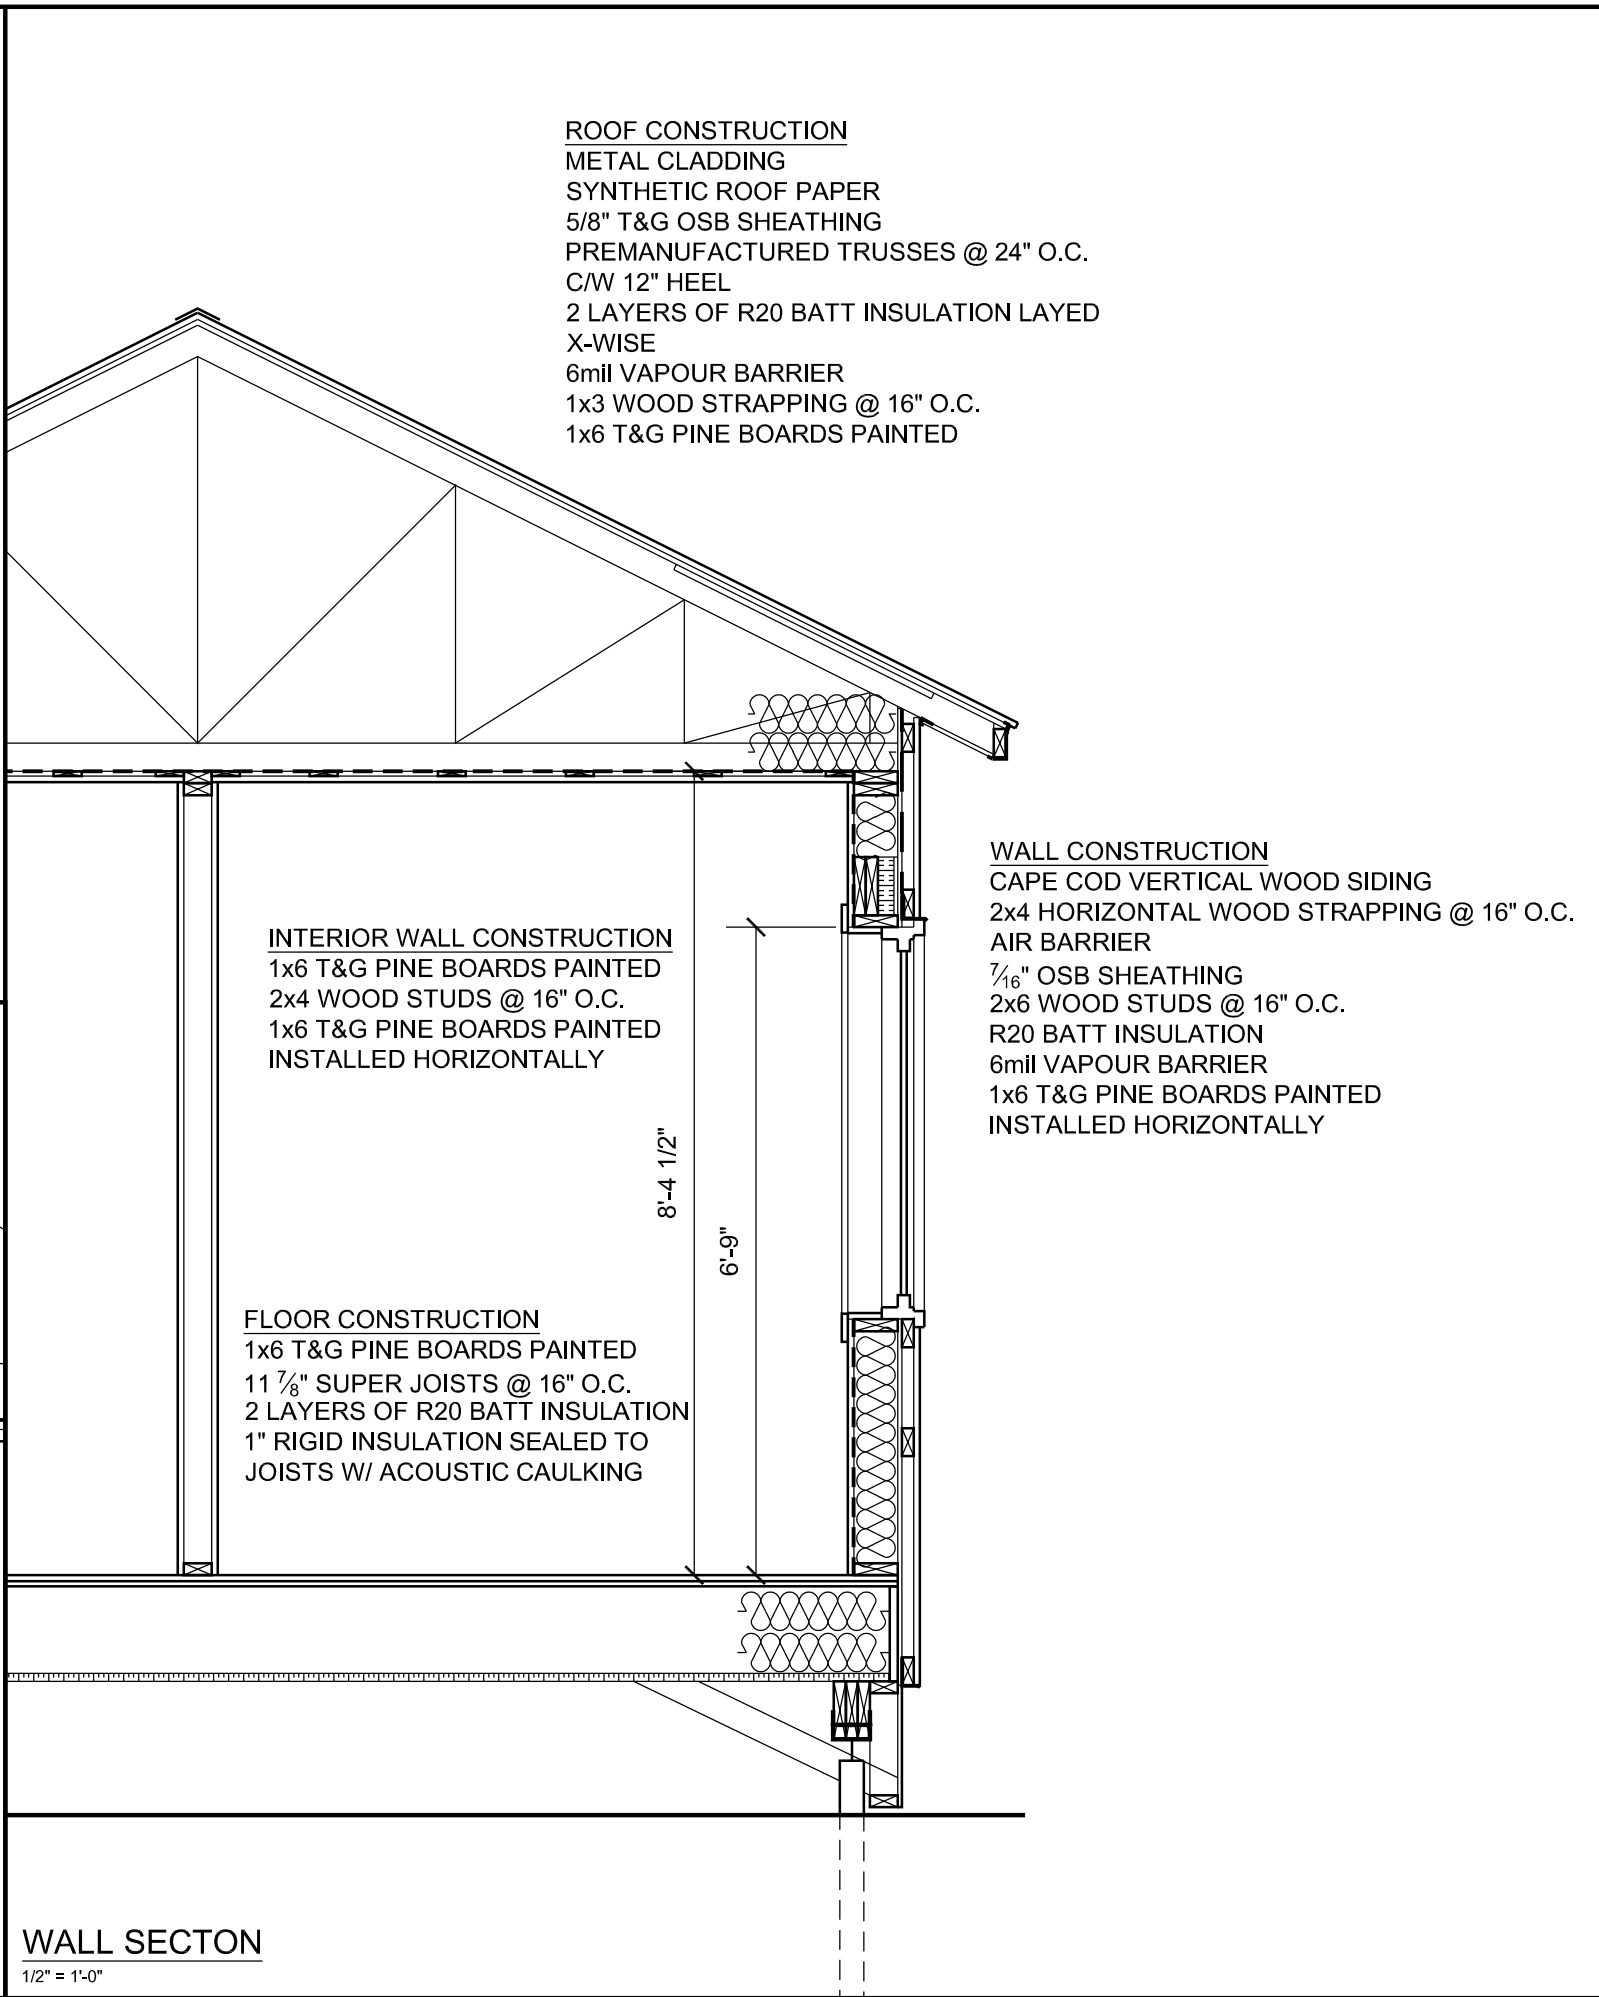 ROOF CONSTRUCTION
METAL CLADDING
SYNTHETIC ROOF PAPER
5/8" T&G OSB SHEATHING
PREMANUFACTURED TRUSSES @ 24" O.C.
C/W 12" HEEL
2 LAYERS OF R20 BATT INSULATION LAYED
X-WISE
6mil VAPOUR BARRIER
1x3 WOOD STRAPPING @ 16" O.C.
1x6 T&G PINE BOARDS PAINTED
WALL CONSTRUCTION
CAPE COD VERTICAL WOOD SIDING
2x4 HORIZONTAL WOOD STRAPPING @ 16" O.C.
AIR BARRIER
7/16" OSB SHEATHING
2x6 WOOD STUDS @ 16" O.C.
R20 BATT INSULATION
6mil VAPOUR BARRIER
1x6 T&G PINE BOARDS PAINTED
INSTALLED HORIZONTALLY
INTERIOR WALL CONSTRUCTION
1x6 T&G PINE BOARDS PAINTED
2x4 WOOD STUDS @ 16" O.C.
1x6 T&G PINE BOARDS PAINTED
INSTALLED HORIZONTALLY
8'-4 1/2"
6'-9"
FLOOR CONSTRUCTION
1x6 T&G PINE BOARDS PAINTED
11 7/8" SUPER JOISTS @ 16" O.C.
2 LAYERS OF R20 BATT INSULATION
1" RIGID INSULATION SEALED TO
JOISTS W/ ACOUSTIC CAULKING
WALL SECTON
1/2" = 1'-0"